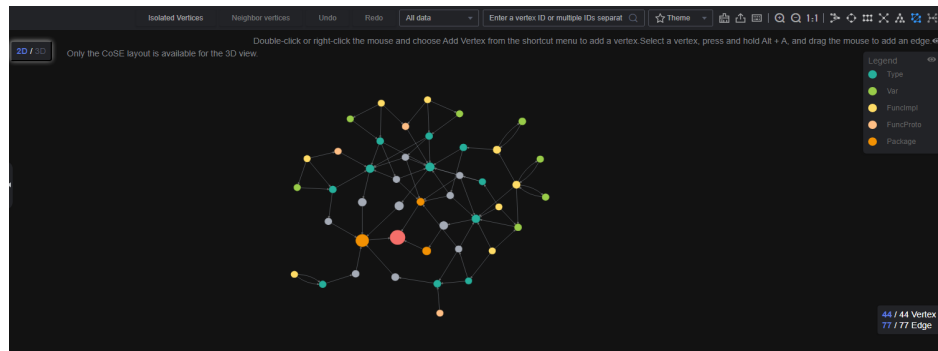 Isolated Vertices Neighbor vertices Undo Redo All data Enter a vertex ID or multiple IDs separat Theme 1:1
2D / 3D
Double-click or right-click the mouse and choose Add Vertex from the shortcut menu to add a vertex.Select a vertex, press and hold Alt + A, and drag the mouse to add an edge.
Only the CoSE layout is available for the 3D view.
Legend
Type
Var
FuncImpl
FuncProto
Package
44 / 44 Vertex
77 / 77 Edge